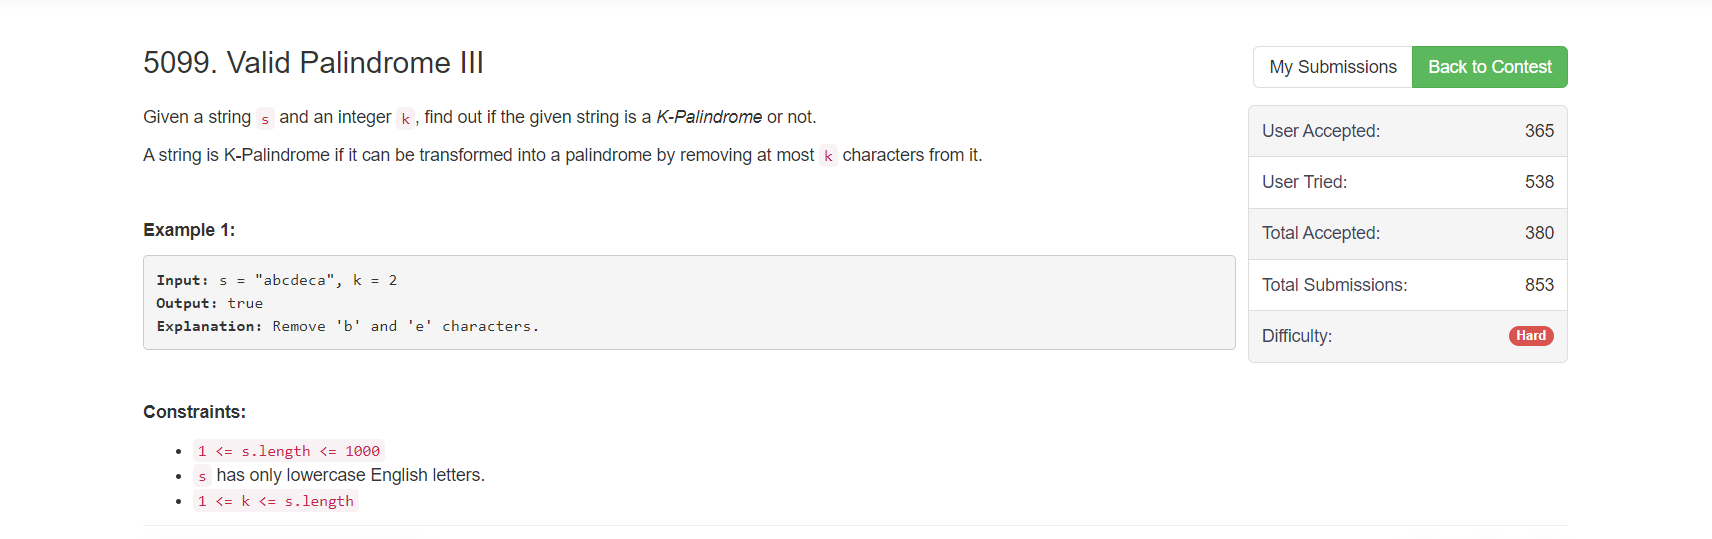 5099. Valid Palindrome III
My Submissions
Back to Contest
Given a string s and an integer k, find out if the given string is a K-Palindrome or not.
A string is K-Palindrome if it can be transformed into a palindrome by removing at most k characters from it.
User Accepted: 365
User Tried: 538
Total Accepted: 380
Total Submissions: 853
Difficulty: Hard
Example 1:
Input: s = "abcdeca", k = 2
Output: true
Explanation: Remove 'b' and 'e' characters.
Constraints:
• 1 <= s.length <= 1000
• s has only lowercase English letters.
• 1 <= k <= s.length